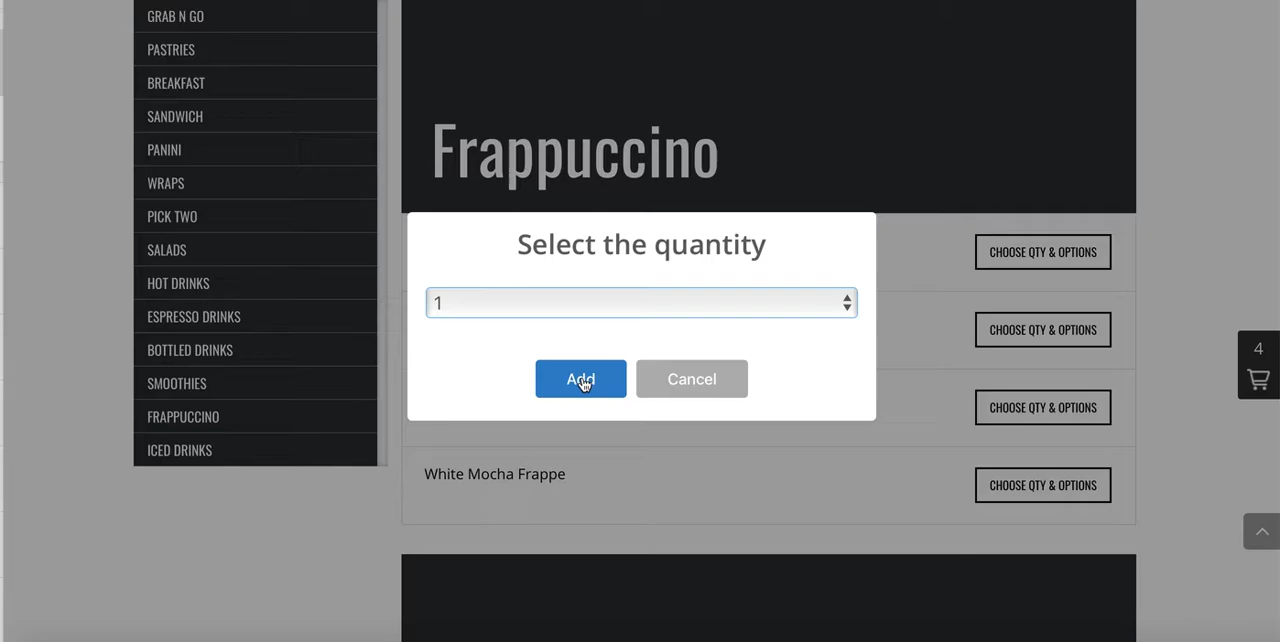 GRAB N GO
PASTRIES
BREAKFAST
SANDWICH
PANINI
WRAPS
PICK TWO
SALADS
HOT DRINKS
ESPRESSO DRINKS
BOTTLED DRINKS
SMOOTHIES
FRAPPUCCINO
ICED DRINKS
Frappuccino
Select the quantity
1
Add
Cancel
CHOOSE QTY & OPTIONS
CHOOSE QTY & OPTIONS
CHOOSE QTY & OPTIONS
White Mocha Frappe
CHOOSE QTY & OPTIONS
4